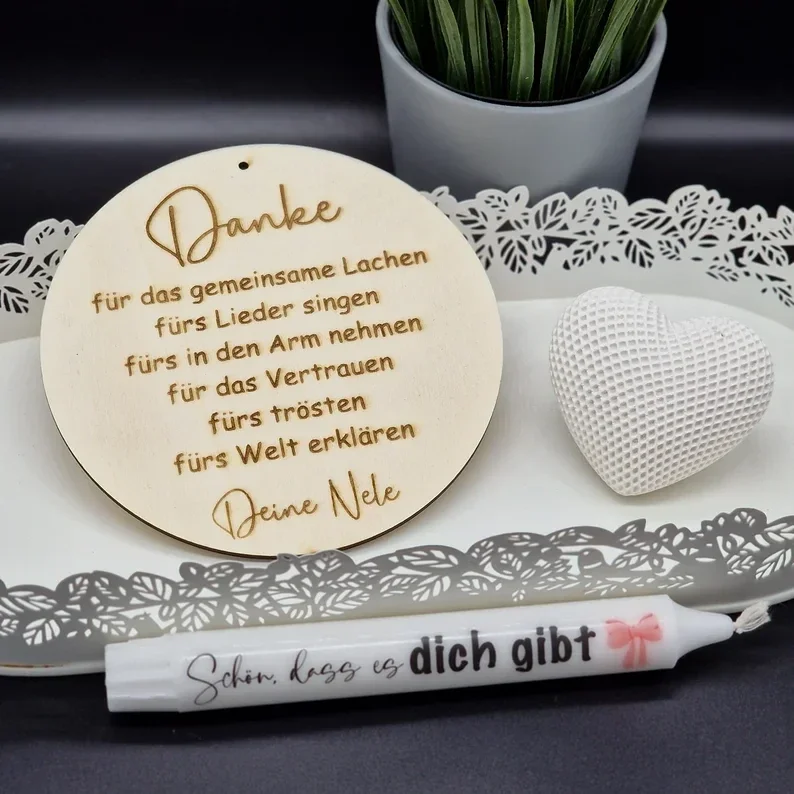 Danke
für das gemeinsame Lachen
fürs Lieder singen
fürs in den Arm nehmen
für das Vertrauen
fürs trösten
fürs Welt erklären
Deine Nele
Schön, dass es dich gibt